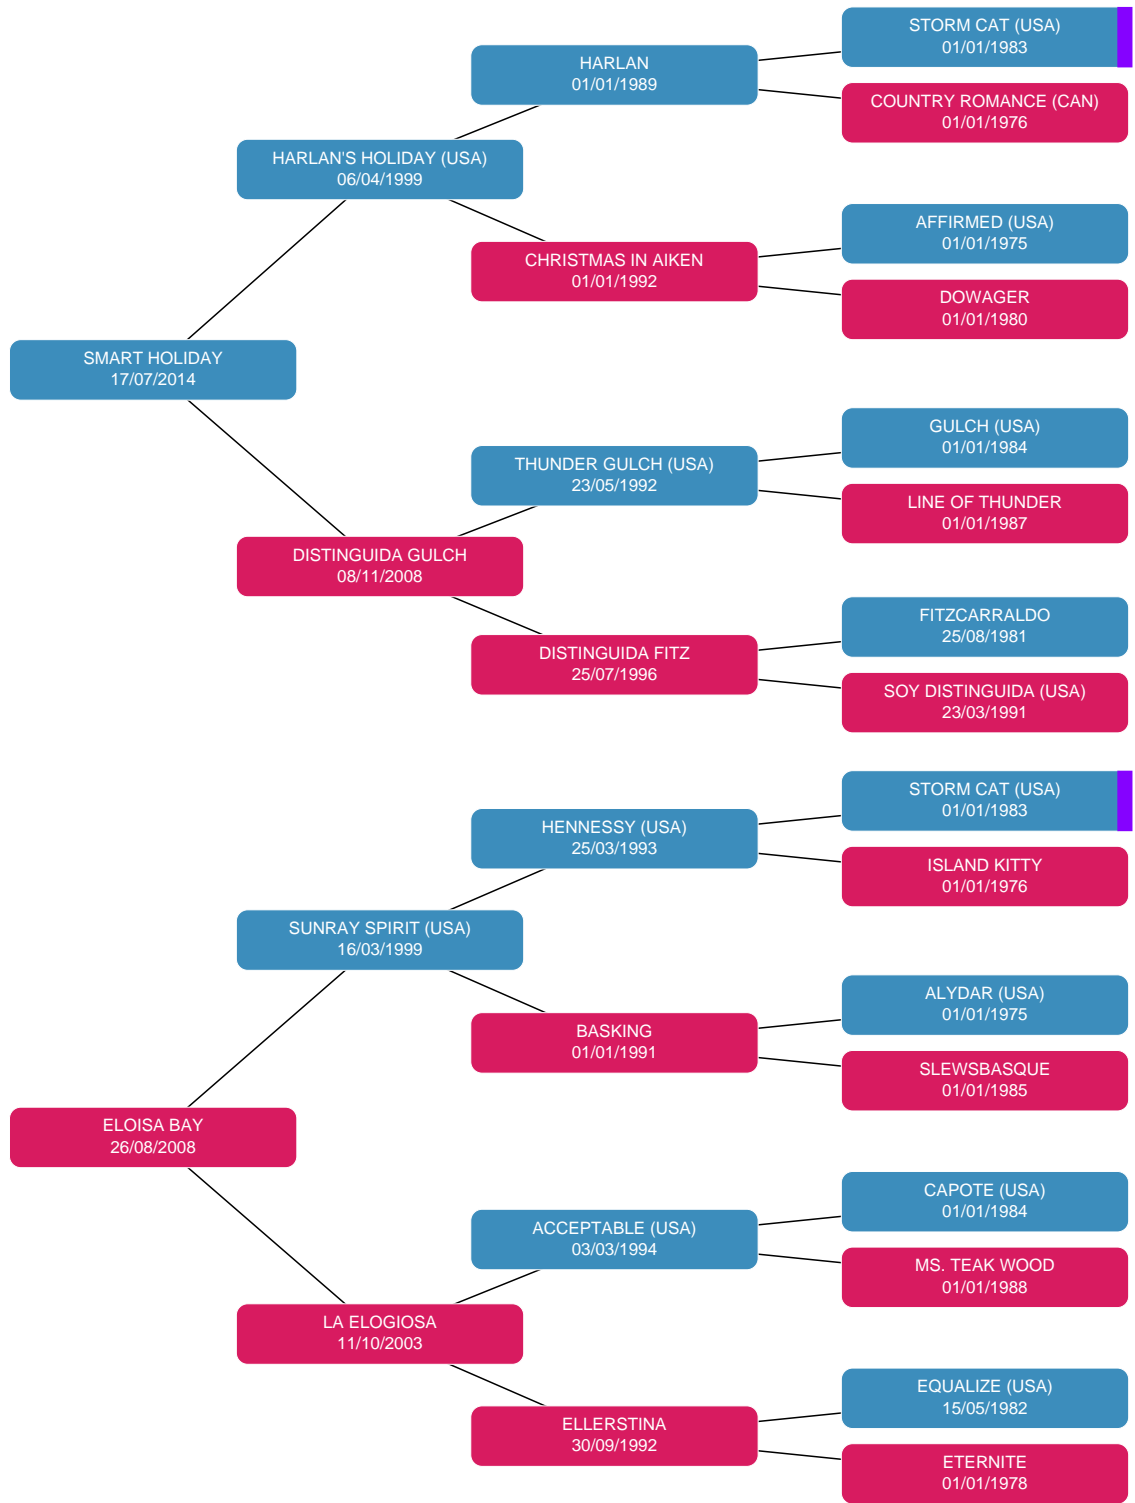 STORM CAT (USA)
01/01/1983
HARLAN
01/01/1989
COUNTRY ROMANCE (CAN)
01/01/1976
HARLAN'S HOLIDAY (USA)
06/04/1999
AFFIRMED (USA)
01/01/1975
CHRISTMAS IN AIKEN
01/01/1992
DOWAGER
01/01/1980
SMART HOLIDAY
17/07/2014
GULCH (USA)
01/01/1984
THUNDER GULCH (USA)
23/05/1992
LINE OF THUNDER
01/01/1987
DISTINGUIDA GULCH
08/11/2008
FITZCARRALDO
25/08/1981
DISTINGUIDA FITZ
25/07/1996
SOY DISTINGUIDA (USA)
23/03/1991
STORM CAT (USA)
01/01/1983
HENNESSY (USA)
25/03/1993
ISLAND KITTY
01/01/1976
SUNRAY SPIRIT (USA)
16/03/1999
ALYDAR (USA)
01/01/1975
BASKING
01/01/1991
SLEWSBASQUE
01/01/1985
ELOISA BAY
26/08/2008
CAPOTE (USA)
01/01/1984
ACCEPTABLE (USA)
03/03/1994
MS. TEAK WOOD
01/01/1988
LA ELOGIOSA
11/10/2003
EQUALIZE (USA)
15/05/1982
ELLERSTINA
30/09/1992
ETERNITE
01/01/1978